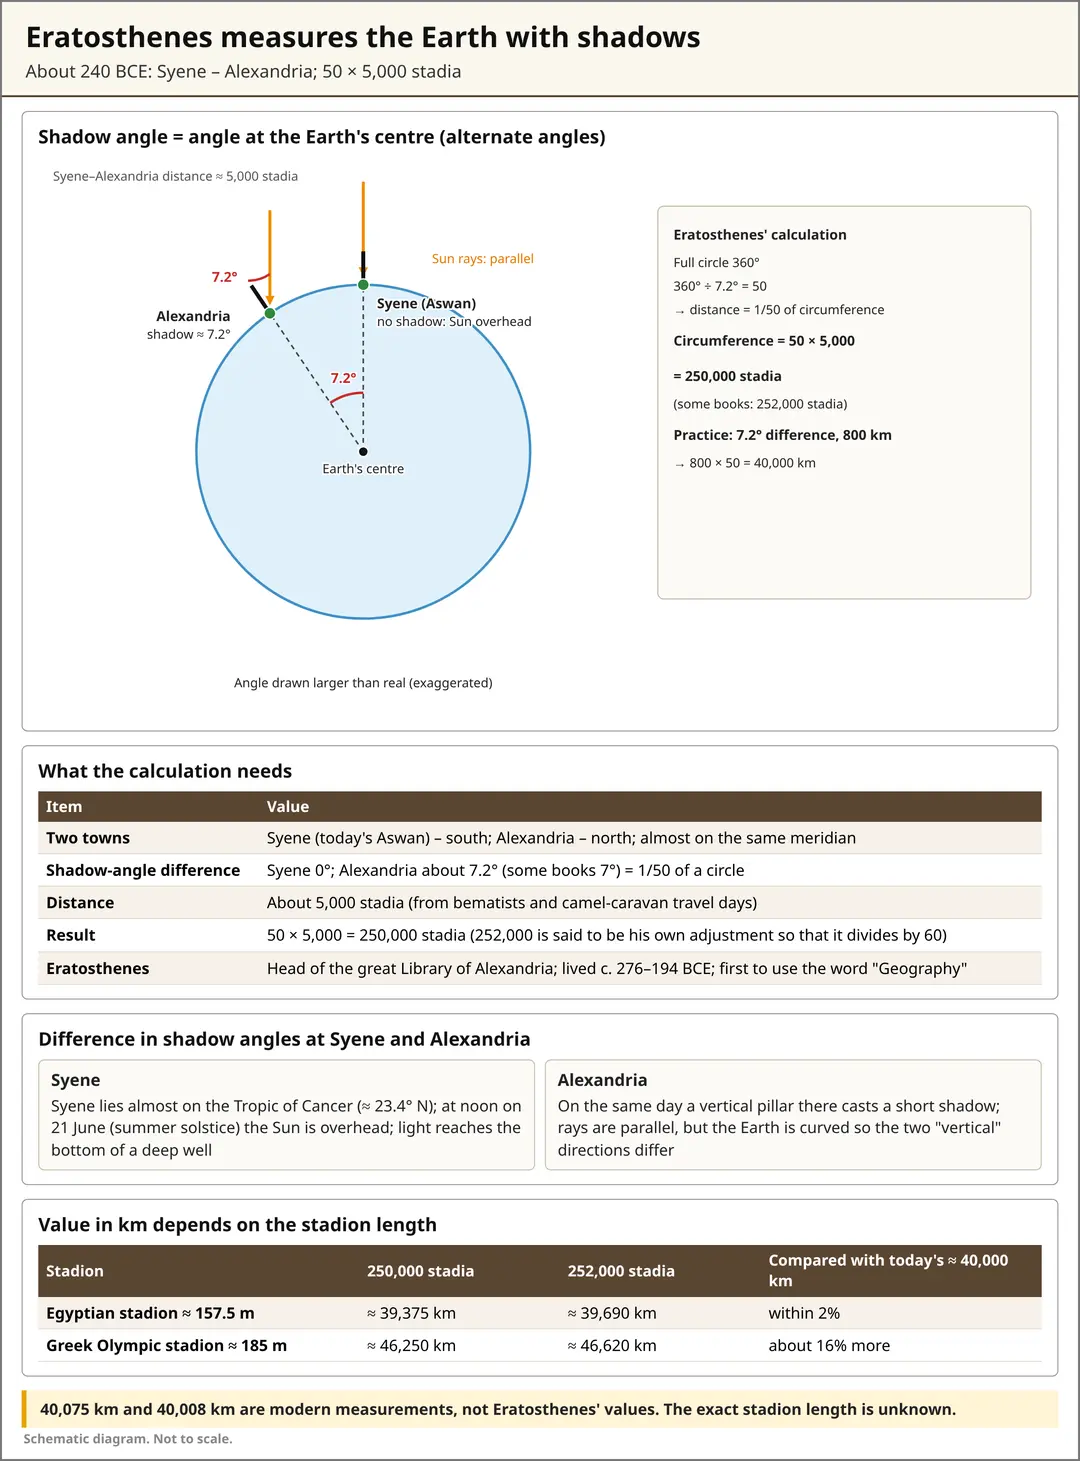 Eratosthenes measures the Earth with shadows
About 240 BCE: Syene – Alexandria; 50 × 5,000 stadia
Shadow angle = angle at the Earth's centre (alternate angles)
Syene–Alexandria distance ≈ 5,000 stadia
Sun rays: parallel
7.2°
Alexandria
shadow ≈ 7.2°
Syene (Aswan)
no shadow: Sun overhead
7.2°
Earth's centre
Angle drawn larger than real (exaggerated)
Eratosthenes' calculation
Full circle 360°
360° ÷ 7.2° = 50
→ distance = 1/50 of circumference
Circumference = 50 × 5,000
= 250,000 stadia
(some books: 252,000 stadia)
Practice: 7.2° difference, 800 km
→ 800 × 50 = 40,000 km
What the calculation needs
Item Value
Two towns Syene (today's Aswan) – south; Alexandria – north; almost on the same meridian
Shadow-angle difference Syene 0°; Alexandria about 7.2° (some books 7°) = 1/50 of a circle
Distance About 5,000 stadia (from bematists and camel-caravan travel days)
Result 50 × 5,000 = 250,000 stadia (252,000 is said to be his own adjustment so that it divides by 60)
Eratosthenes Head of the great Library of Alexandria; lived c. 276–194 BCE; first to use the word "Geography"
Difference in shadow angles at Syene and Alexandria
Syene
Syene lies almost on the Tropic of Cancer (≈ 23.4° N); at noon on
21 June (summer solstice) the Sun is overhead; light reaches the
bottom of a deep well
Alexandria
On the same day a vertical pillar there casts a short shadow;
rays are parallel, but the Earth is curved so the two "vertical"
directions differ
Value in km depends on the stadion length
Stadion 250,000 stadia 252,000 stadia Compared with today's ≈ 40,000
km
Egyptian stadion ≈ 157.5 m ≈ 39,375 km ≈ 39,690 km within 2%
Greek Olympic stadion ≈ 185 m ≈ 46,250 km ≈ 46,620 km about 16% more
40,075 km and 40,008 km are modern measurements, not Eratosthenes' values. The exact stadion length is unknown.
Schematic diagram. Not to scale.